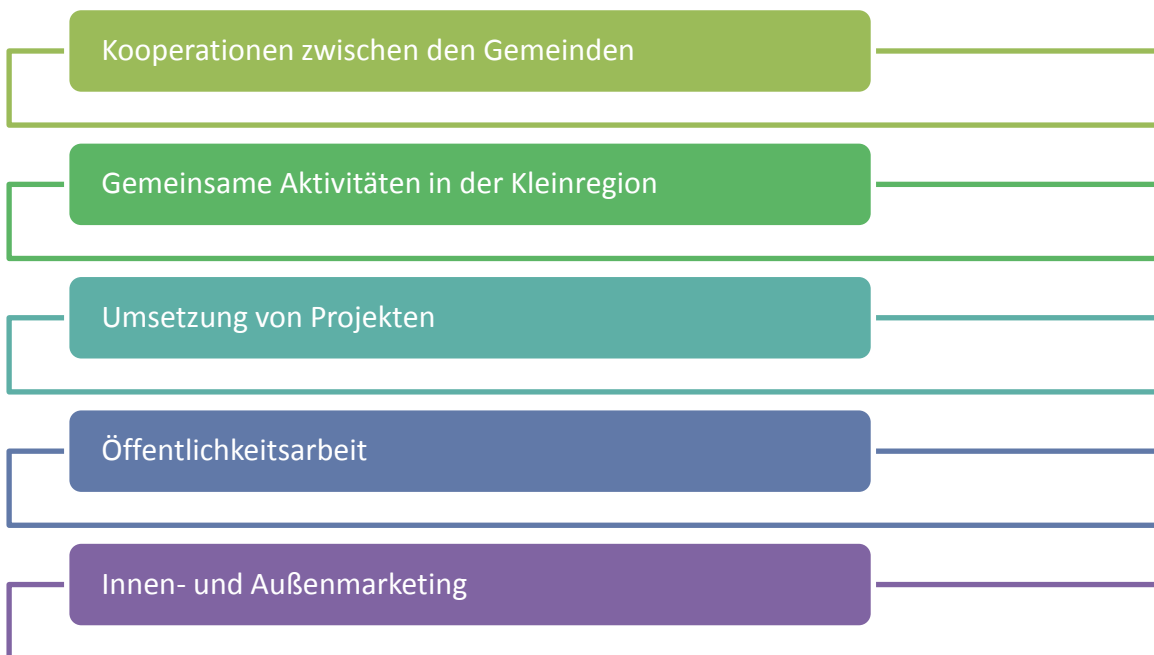 Kooperationen zwischen den Gemeinden
Gemeinsame Aktivitäten in der Kleinregion
Umsetzung von Projekten
Öffentlichkeitsarbeit
Innen- und Außenmarketing